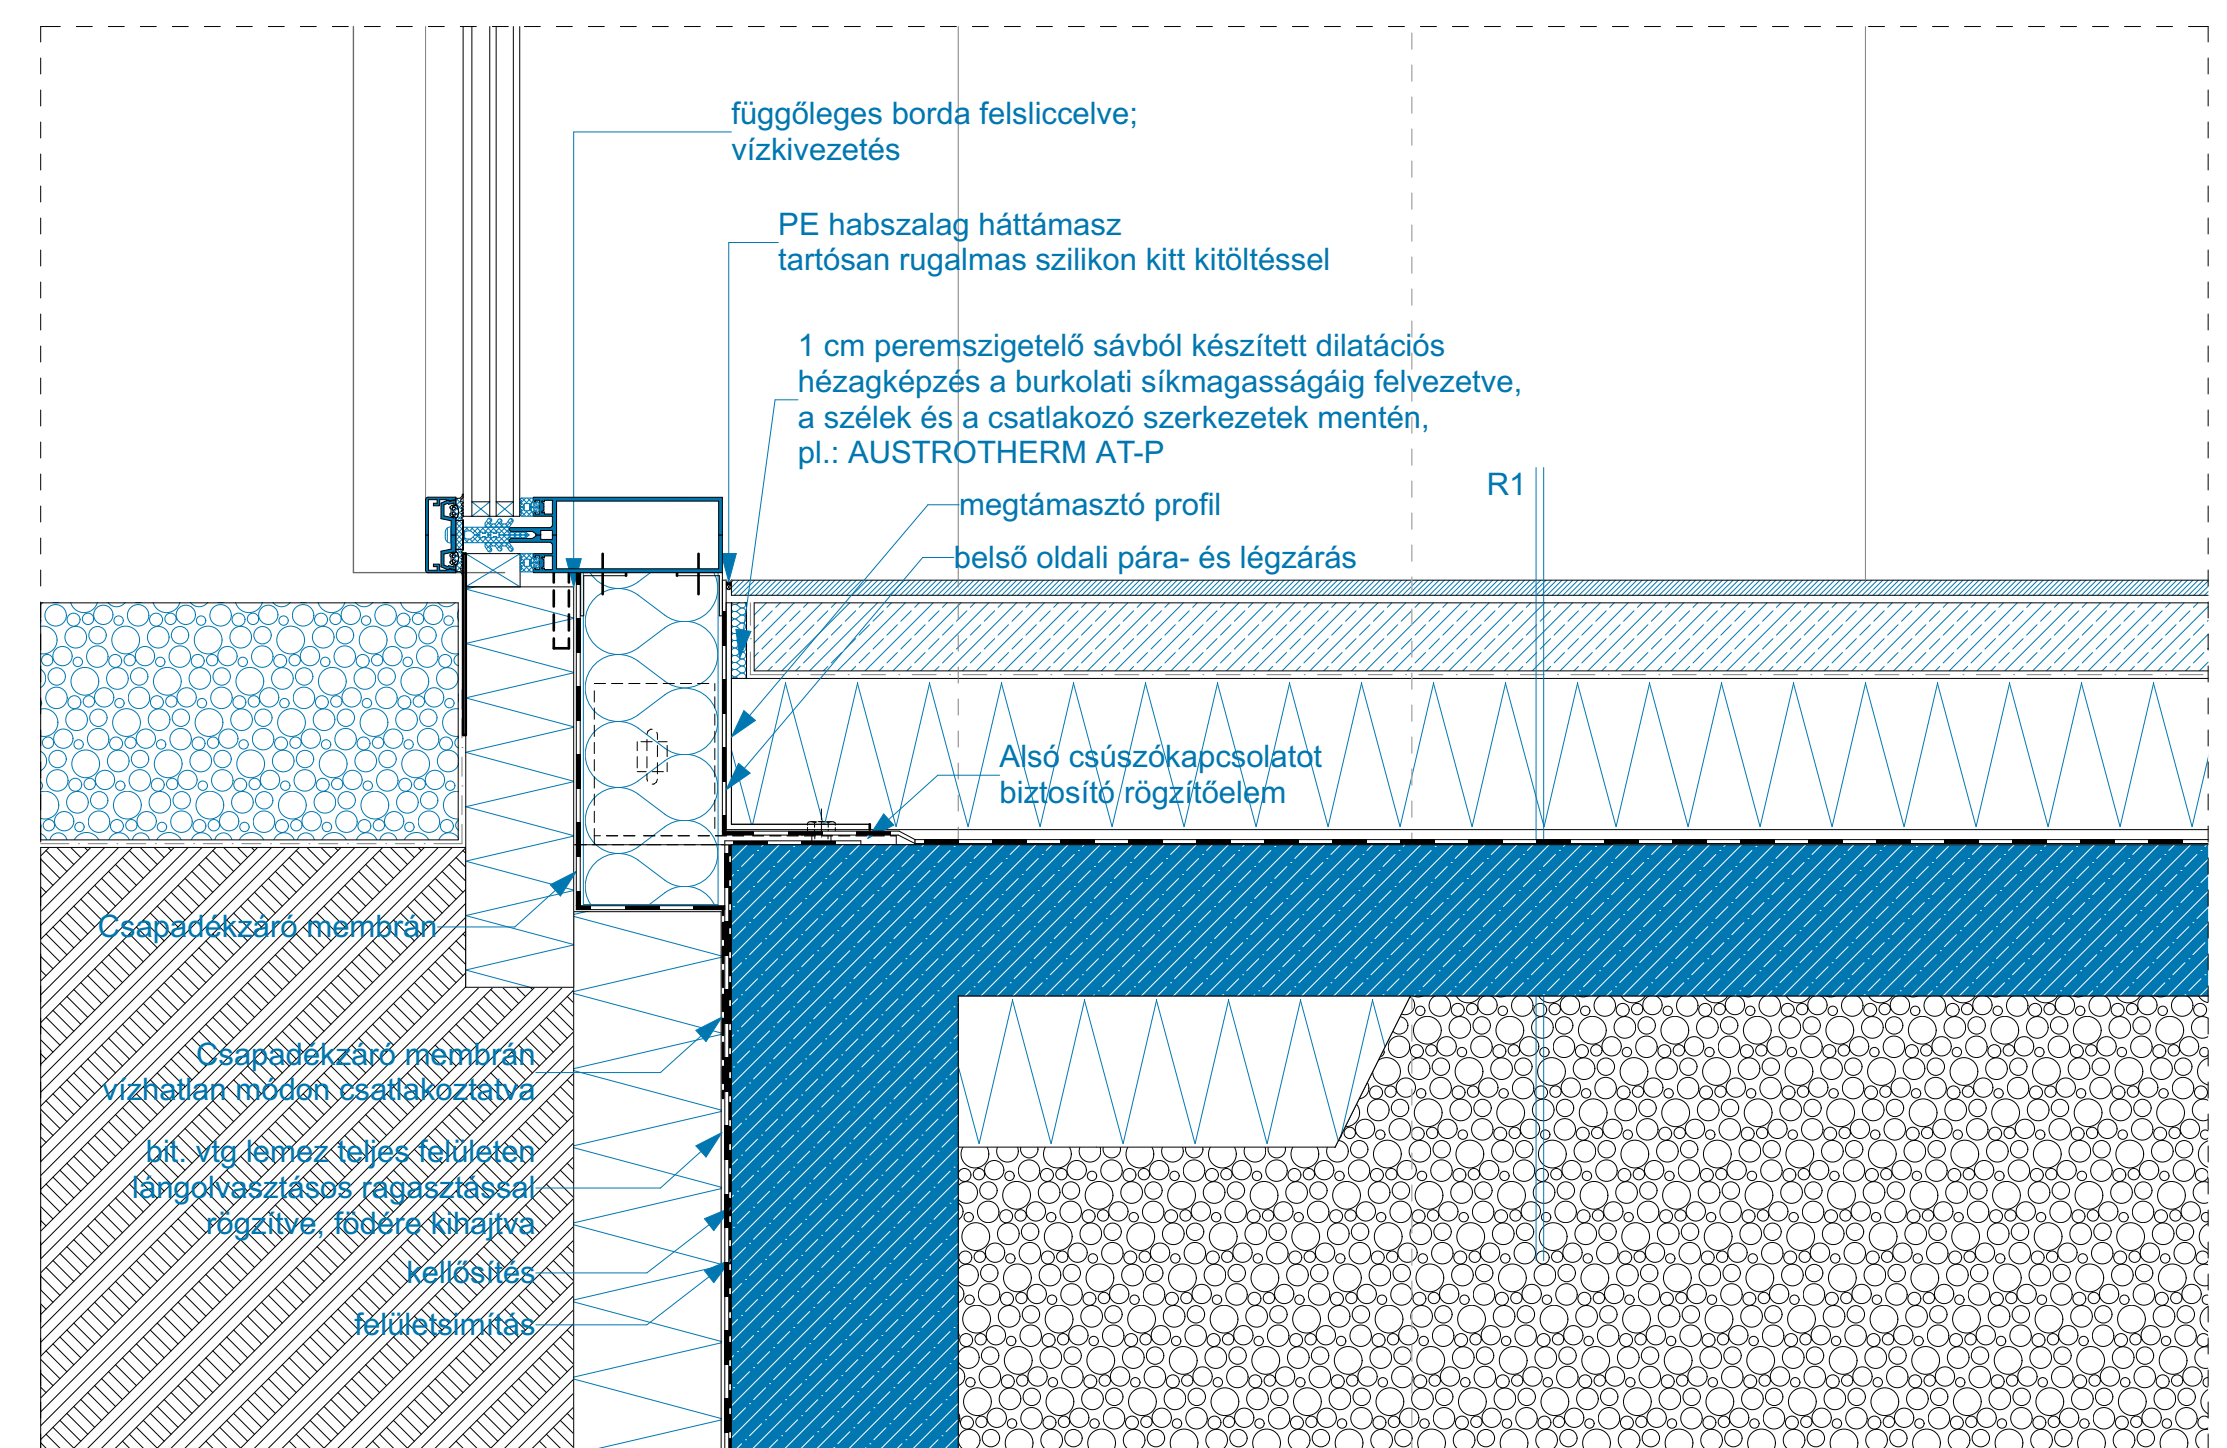 függőleges borda felsliccelve;
vízkivezetés
PE habszalag háttámasz
tartósan rugalmas szilikon kitt kitöltéssel
1 cm peremszigetelő sávból készített dilatációs
hézagképzés a burkolati síkmagasságáig felvezetve,
a szélek és a csatlakozó szerkezetek mentén,
pl.: AUSTROTHERM AT-P
R1
megtámasztó profil
belső oldali pára- és légzárás
Alsó csúszókapcsolatot
biztosító rögzítőelem
Csapadékzáró membrán
Csapadékzáró membrán
vízhatlan módon csatlakoztatva
bit. vtg lemez teljes felületen
lángolvasztásos ragasztással
rögzítve, födére kihajtva
kellősítés
felületsimítás